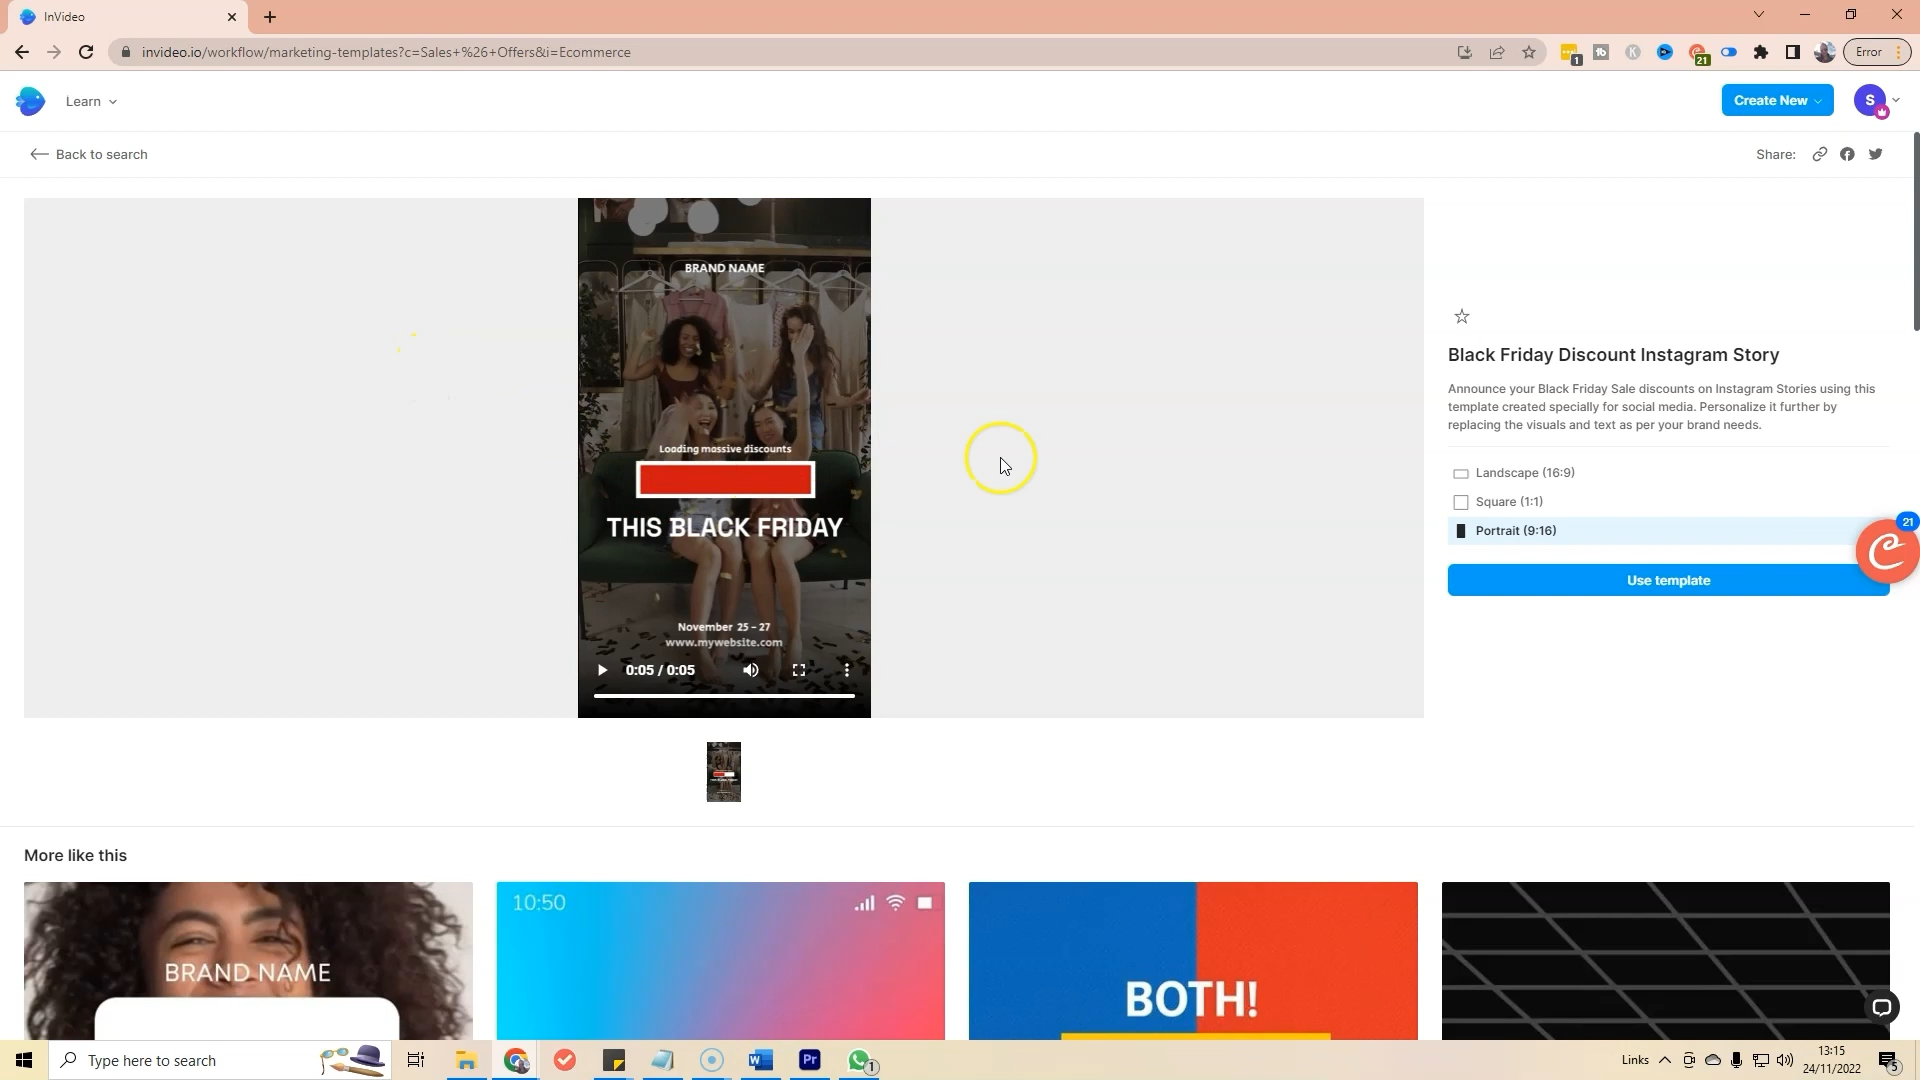 InVideo
invideo.io/workflow/marketing-templates?c=Sales+%26+Offers&i=Ecommerce
1
21
Error
Learn
Create New
S
Back to search
Share:
BRAND NAME
Loading massive discounts
THIS BLACK FRIDAY
November 25 - 27
www.mywebsite.com
0:05 / 0:05
Black Friday Discount Instagram Story
Announce your Black Friday Sale discounts on Instagram Stories using this
template created specially for social media. Personalize it further by
replacing the visuals and text as per your brand needs.
Landscape (16:9)
Square (1:1)
Portrait (9:16)
21
Use template
More like this
BRAND NAME
10:50
BOTH!
Type here to search
Pr
1
Links
13:15
24/11/2022
5